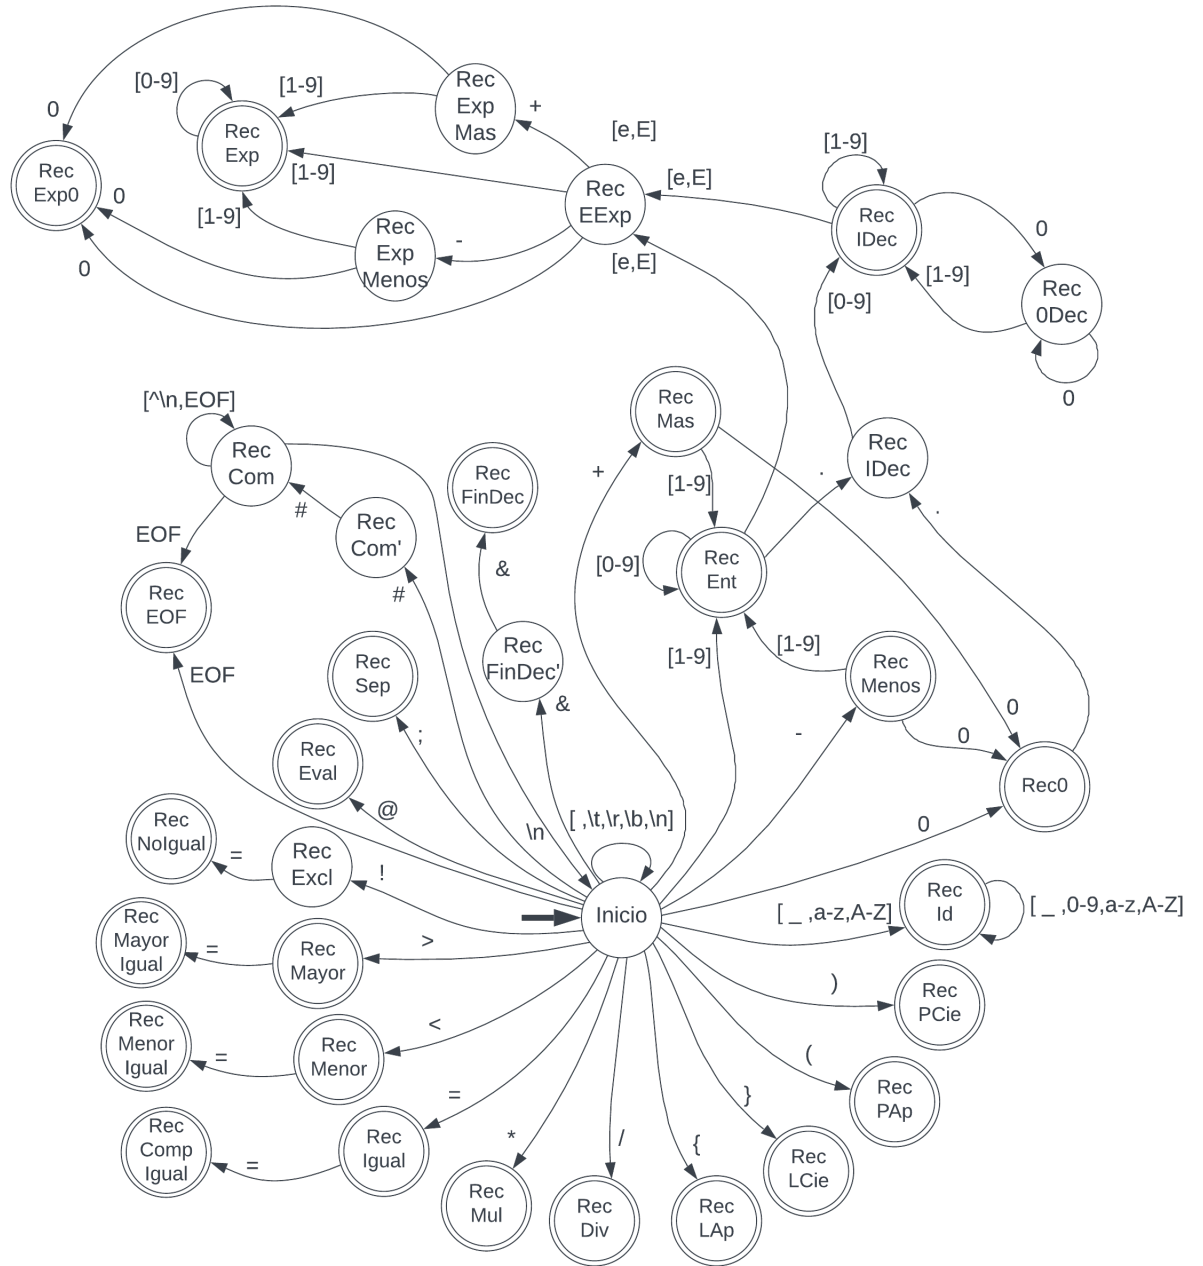 Rec
Exp
Mas
[0-9]
[1-9]
0
+
[e,E]
Rec
Exp
[1-9]
Rec
Exp0
0
[1-9]
Rec
EExp
[e,E]
[1-9]
Rec
IDec
0
Rec
Exp
Menos
-
0
[e,E]
[1-9]
[0-9]
Rec
0Dec
0
[^\n,EOF]
Rec
Com
Rec
Mas
Rec
IDec
+
[1-9]
.
.
Rec
FinDec
#
Rec
Com'
EOF
&
[0-9]
Rec
Ent
#
Rec
EOF
EOF
Rec
Sep
Rec
FinDec'
&
[1-9]
[1-9]
Rec
Menos
;
-
0
0
Rec
Eval
@
Rec0
[ ,\t,\r,\b,\n]
\n
0
Rec
NoIgual
=
Rec
Excl
!
Inicio
[ _ ,a-z,A-Z]
Rec
Id
[ _ ,0-9,a-z,A-Z]
Rec
Mayor
Igual
=
Rec
Mayor
>
)
Rec
PCie
Rec
Menor
Igual
=
Rec
Menor
<
(
Rec
PAp
Rec
Comp
Igual
=
Rec
Igual
=
}
Rec
LCie
*
Rec
Mul
/
Rec
Div
{
Rec
LAp